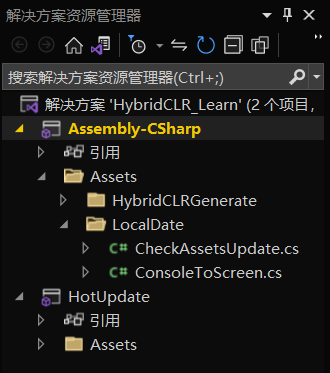 解决方案资源管理器
搜索解决方案资源管理器(Ctrl+;)
解决方案 'HybridCLR_Learn' (2 个项目,
Assembly-CSharp
引用
Assets
HybridCLRGenerate
LocalDate
C# CheckAssetsUpdate.cs
C# ConsoleToScreen.cs
HotUpdate
引用
Assets